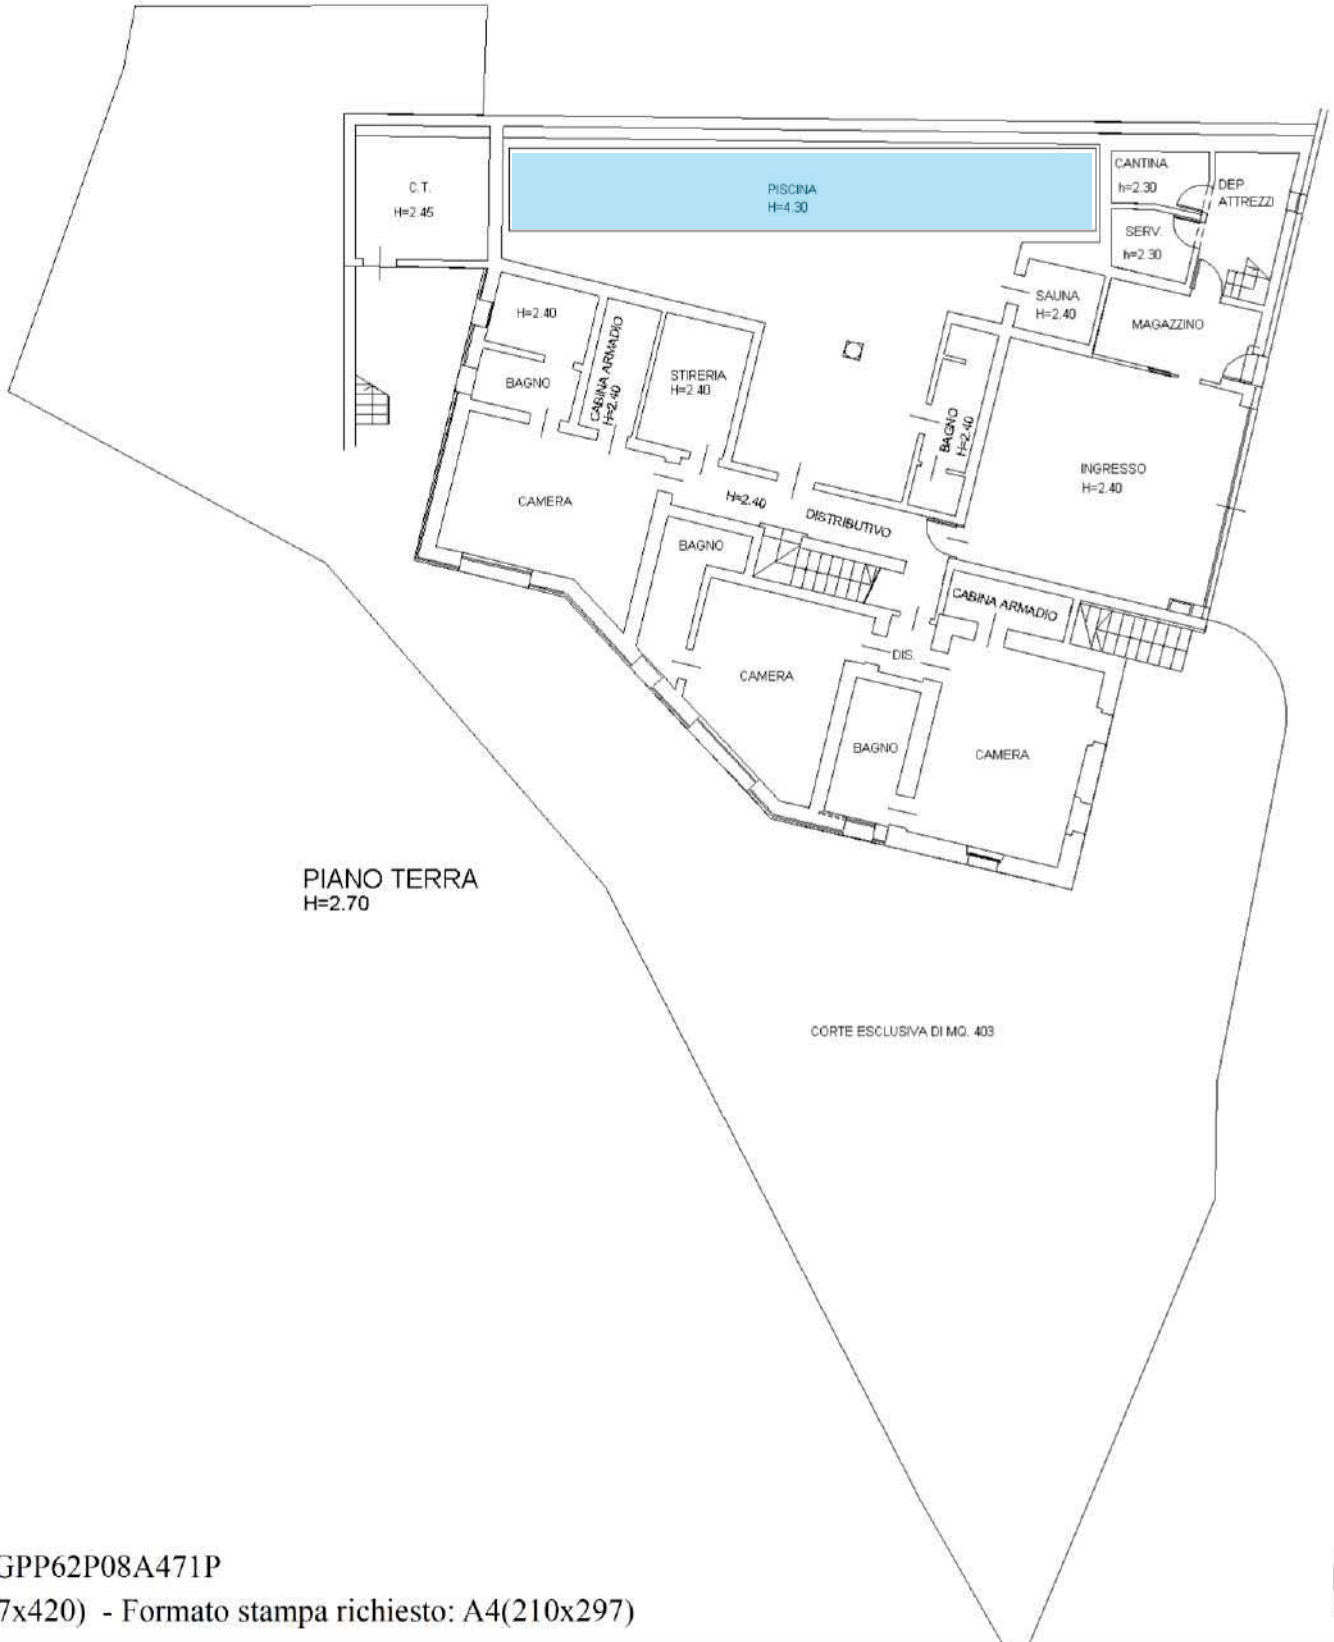 C.T.
H=2.45
PISCINA
H=4.30
CANTINA
h=2.30
DEP.
ATTREZZI
SERV.
h=2.30
SAUNA
H=2.40
MAGAZZINO
H=2.40
BAGNO
CABINA ARMADIO
H=2.40
STIRERIA
H=2.40
BAGNO
H=2.40
INGRESSO
H=2.40
CAMERA
H=2.40
DISTRIBUTIVO
BAGNO
CABINA ARMADIO
DIS.
CAMERA
BAGNO
CAMERA
PIANO TERRA
H=2.70
CORTE ESCLUSIVA DI MQ. 403
GPP62P08A471P
7x420) - Formato stampa richiesto: A4(210x297)